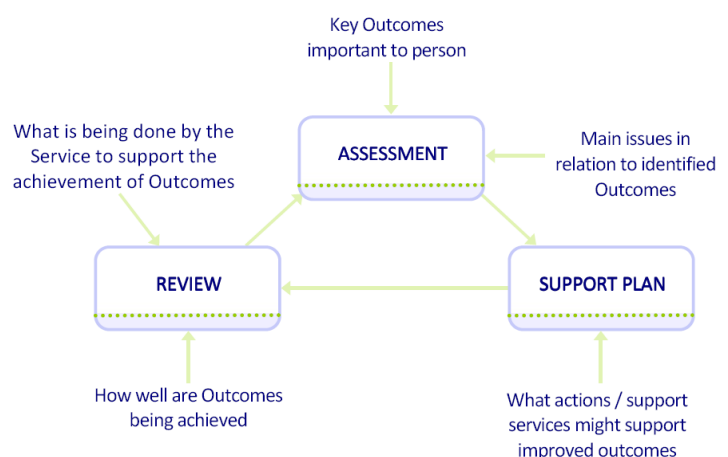 Key Outcomes
important to person
What is being done by the
Service to support the
achievement of Outcomes
ASSESSMENT
Main issues in
relation to identified
Outcomes
REVIEW
SUPPORT PLAN
How well are Outcomes
being achieved
What actions / support
services might support
improved outcomes